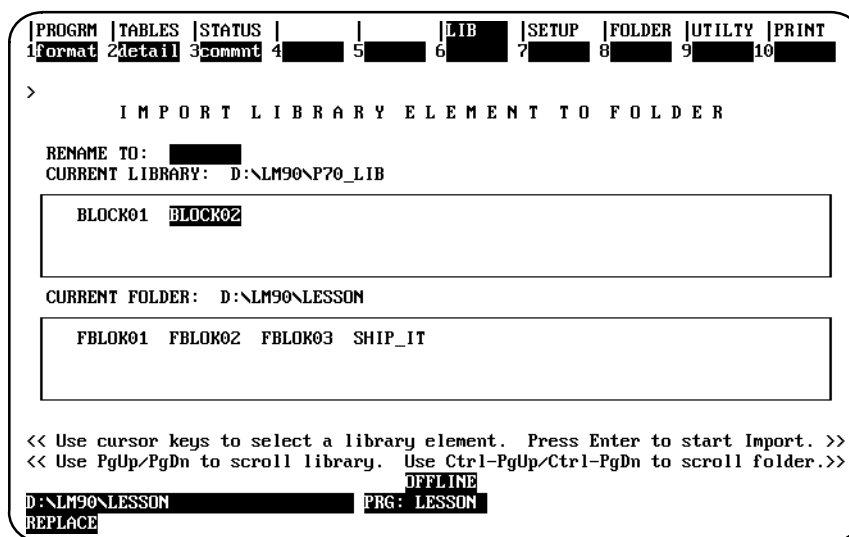 |PROGRM |TABLES |STATUS | | |LIB |SETUP |FOLDER |UTILTY |PRINT
1format 2detail 3commnt 4 5 6 7 8 9 10
>
I M P O R T L I B R A R Y E L E M E N T T O F O L D E R
RENAME TO:
CURRENT LIBRARY: D:\LM90\P70_LIB
BLOCK01 BLOCK02
CURRENT FOLDER: D:\LM90\LESSON
FBLOK01 FBLOK02 FBLOK03 SHIP_IT
<< Use cursor keys to select a library element. Press Enter to start Import. >>
<< Use PgUp/PgDn to scroll library. Use Ctrl-PgUp/Ctrl-PgDn to scroll folder.>>
OFFLINE
D:\LM90\LESSON PRG: LESSON
REPLACE